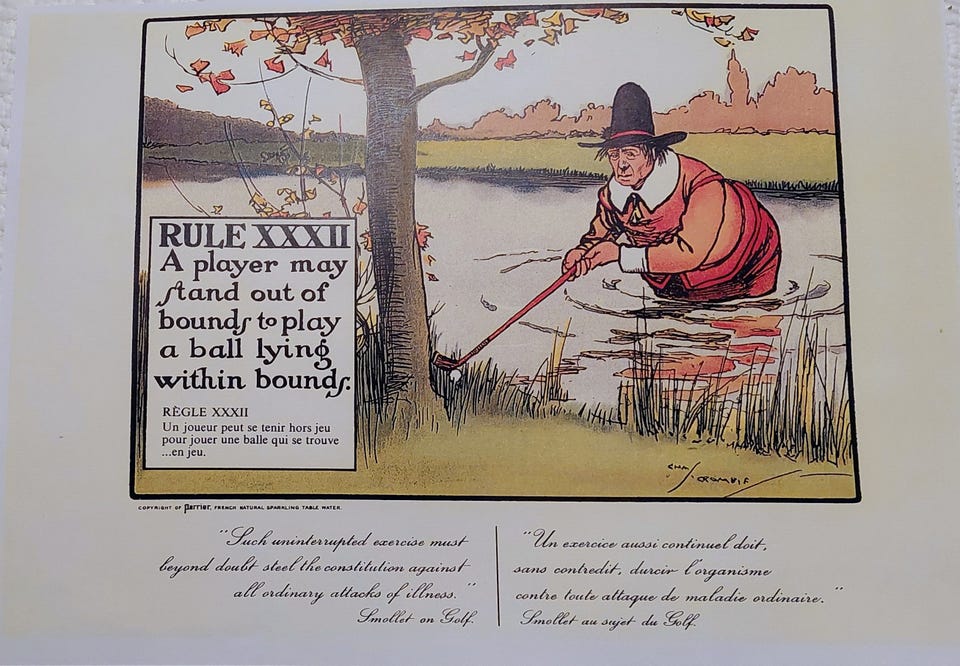 RULE XXXII
A player may
stand out of
bounds to play
a ball lying
within bounds.
RÈGLE XXXII
Un joueur peut se tenir hors jeu
pour jouer une balle qui se trouve
...en jeu.
CHAS CROMBIE
COPYRIGHT OF Perrier, FRENCH NATURAL SPARKLING TABLE WATER.
"Such uninterrupted exercise must
beyond doubt steel the constitution against
all ordinary attacks of illness."
Smollet on Golf.
"Un exercice aussi continuel doit,
sans contredit, durcir l'organisme
contre toute attaque de maladie ordinaire."
Smollet au sujet du Golf.